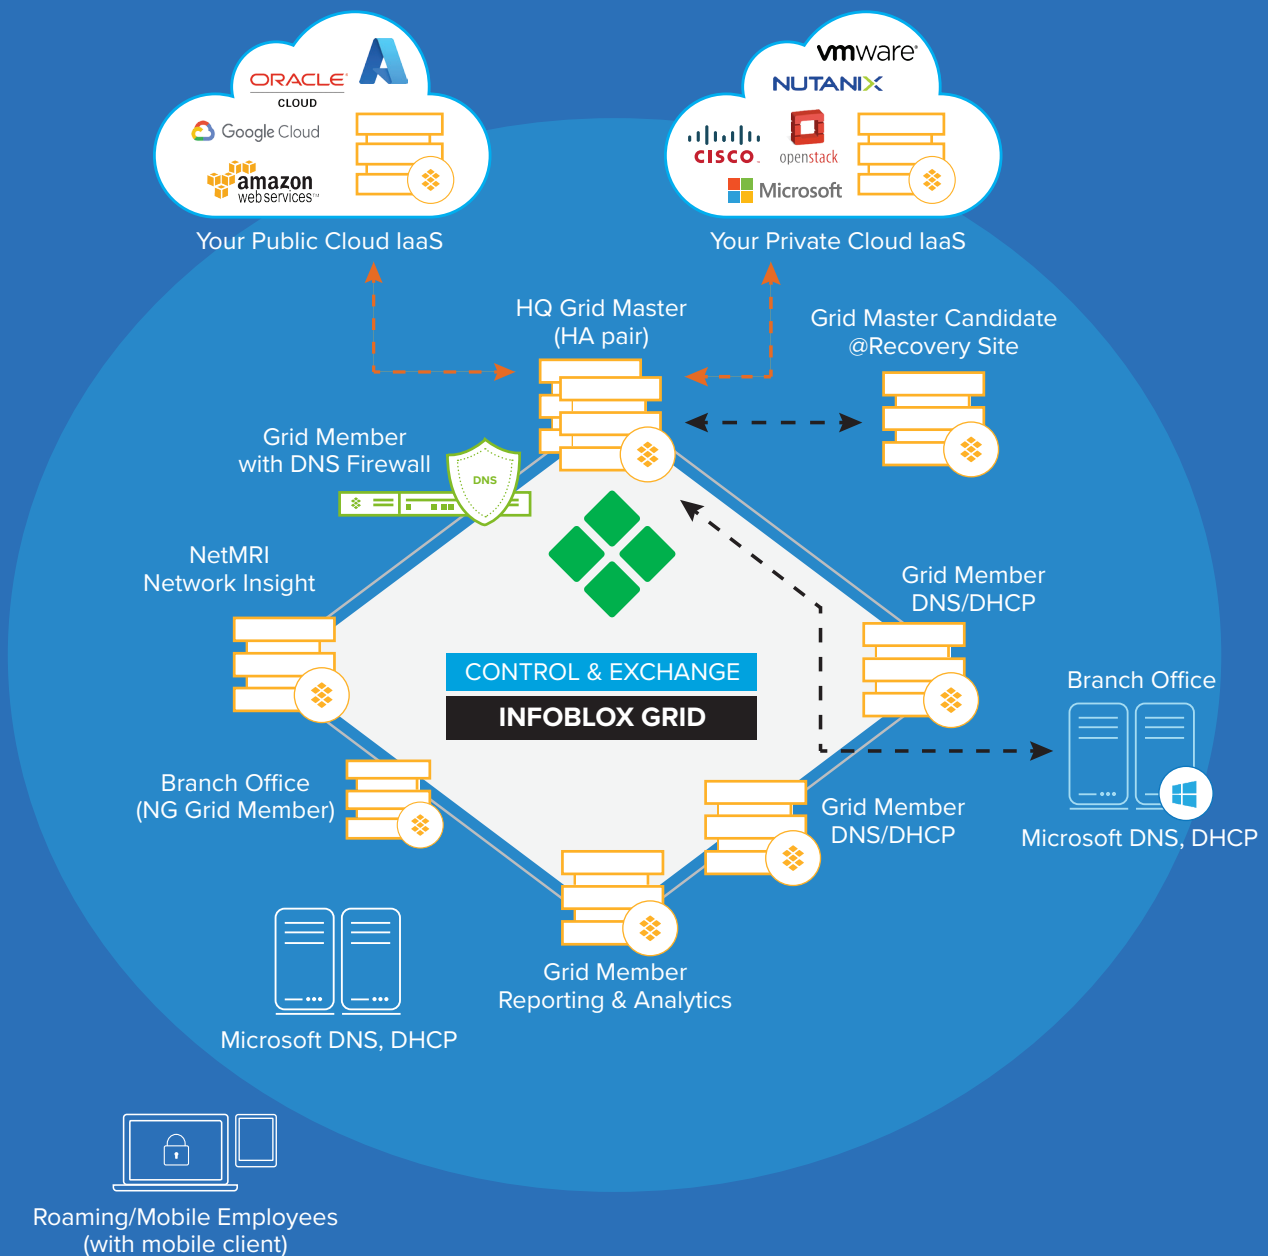 vmware®
NUTANIX
ORACLE®
CLOUD
Google Cloud
CISCO
openstack
amazon
webservices™
Microsoft
Your Public Cloud IaaS
Your Private Cloud IaaS
HQ Grid Master
(HA pair)
Grid Master Candidate
@Recovery Site
Grid Member
with DNS Firewall
DNS
NetMRI
Network Insight
Grid Member
DNS/DHCP
CONTROL & EXCHANGE
INFOBLOX GRID
Branch Office
Branch Office
(NG Grid Member)
Grid Member
DNS/DHCP
Microsoft DNS, DHCP
Grid Member
Reporting & Analytics
Microsoft DNS, DHCP
Roaming/Mobile Employees
(with mobile client)